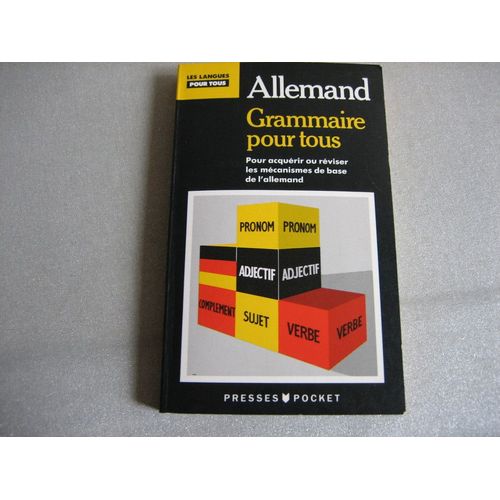 LES LANGUES
POUR TOUS
Allemand
Grammaire
pour tous
Pour acquérir ou réviser
les mécanismes de base
de l'allemand
PRONOM PRONOM
ADJECTIF ADJECTIF
COMPLEMENT SUJET VERBE VERBE
PRESSES POCKET